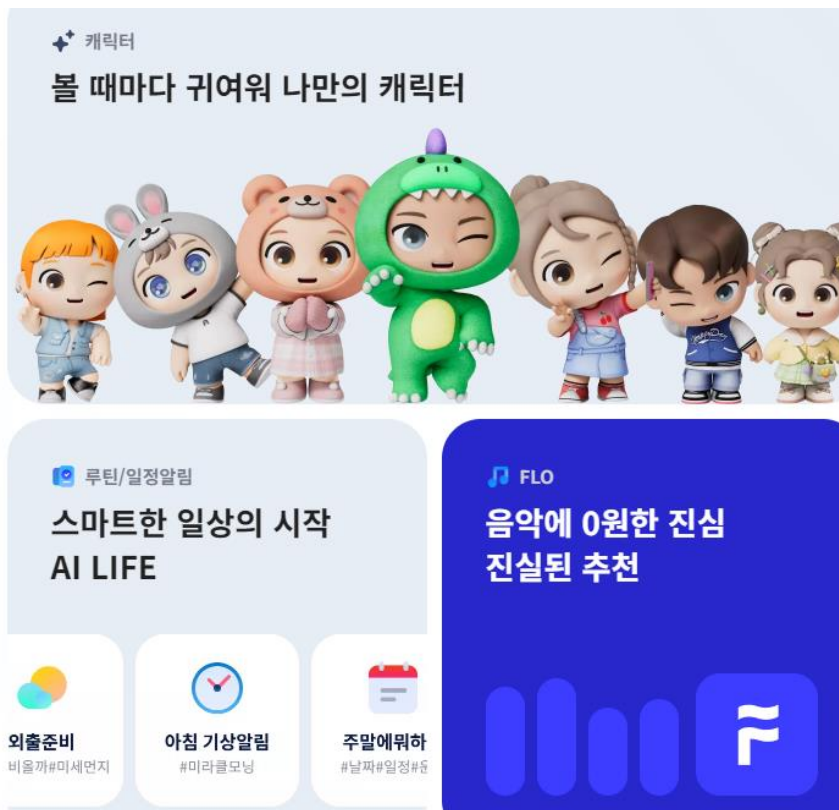 캐릭터
볼 때마다 귀여워 나만의 캐릭터
루틴/일정알림
스마트한 일상의 시작
AI LIFE
외출준비
비올까#미세먼지
아침 기상알림
#미라클모닝
주말에뭐하
#날짜#일정#운
FLO
음악에 0원한 진심
진실된 추천
F